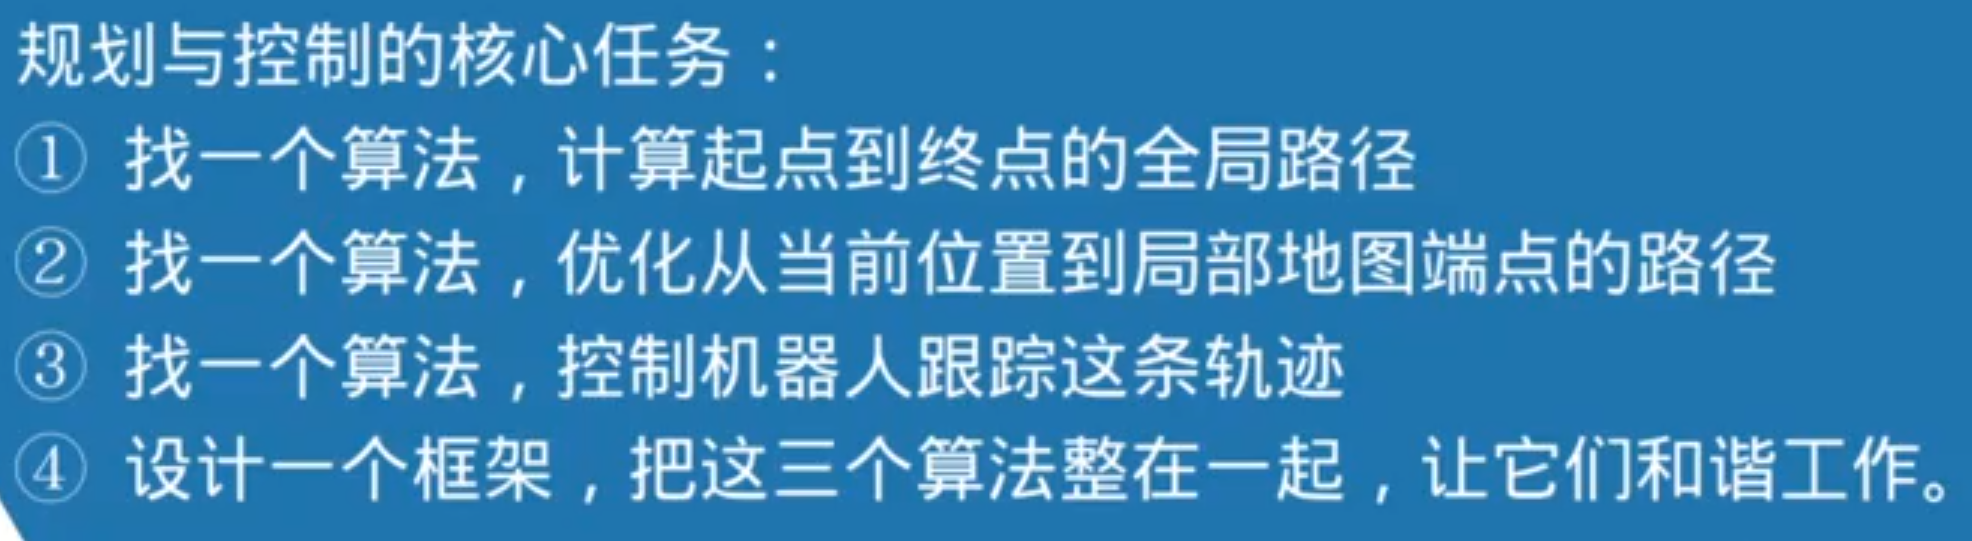 规划与控制的核心任务：
① 找一个算法，计算起点到终点的全局路径
② 找一个算法，优化从当前位置到局部地图端点的路径
③ 找一个算法，控制机器人跟踪这条轨迹
④ 设计一个框架，把这三个算法整在一起，让它们和谐工作。